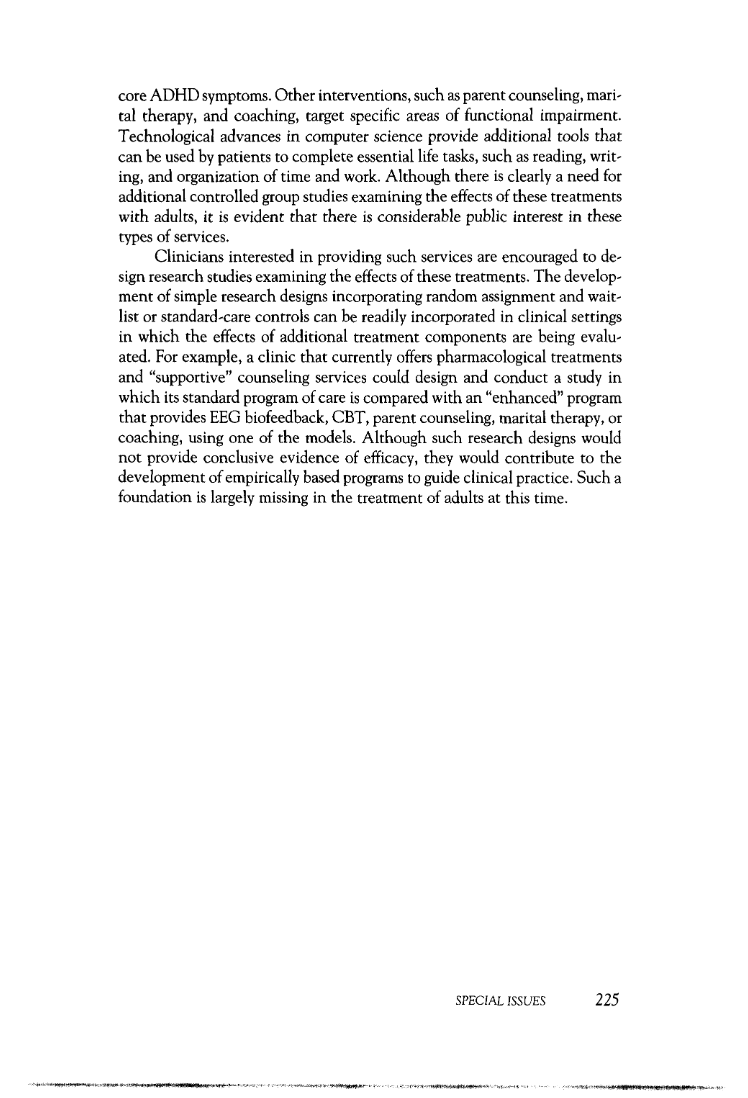 core ADHD symptoms. Other interventions, such as parent counseling, mari-
tal therapy, and coaching, target specific areas of functional impairment.
Technological advances in computer science provide additional tools that
can be used by patients to complete essential life tasks, such as reading, writ-
ing, and organization of time and work. Although there is clearly a need for
additional controlled group studies examining the effects of these treatments
with adults, it is evident that there is considerable public interest in these
types of services.
Clinicians interested in providing such services are encouraged to de-
sign research studies examining the effects of these treatments. The develop-
ment of simple research designs incorporating random assignment and wait-
list or standard-care controls can be readily incorporated in clinical settings
in which the effects of additional treatment components are being evalu-
ated. For example, a clinic that currently offers pharmacological treatments
and “supportive” counseling services could design and conduct a study in
which its standard program of care is compared with an “enhanced” program
that provides EEG biofeedback, CBT, parent counseling, marital therapy, or
coaching, using one of the models. Although such research designs would
not provide conclusive evidence of efficacy, they would contribute to the
development of empirically based programs to guide clinical practice. Such a
foundation is largely missing in the treatment of adults at this time.
SPECIAL ISSUES 225